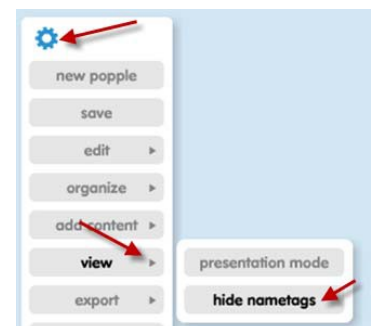 new popple
save
edit
organize
add content
view
presentation mode
export
hide nametags